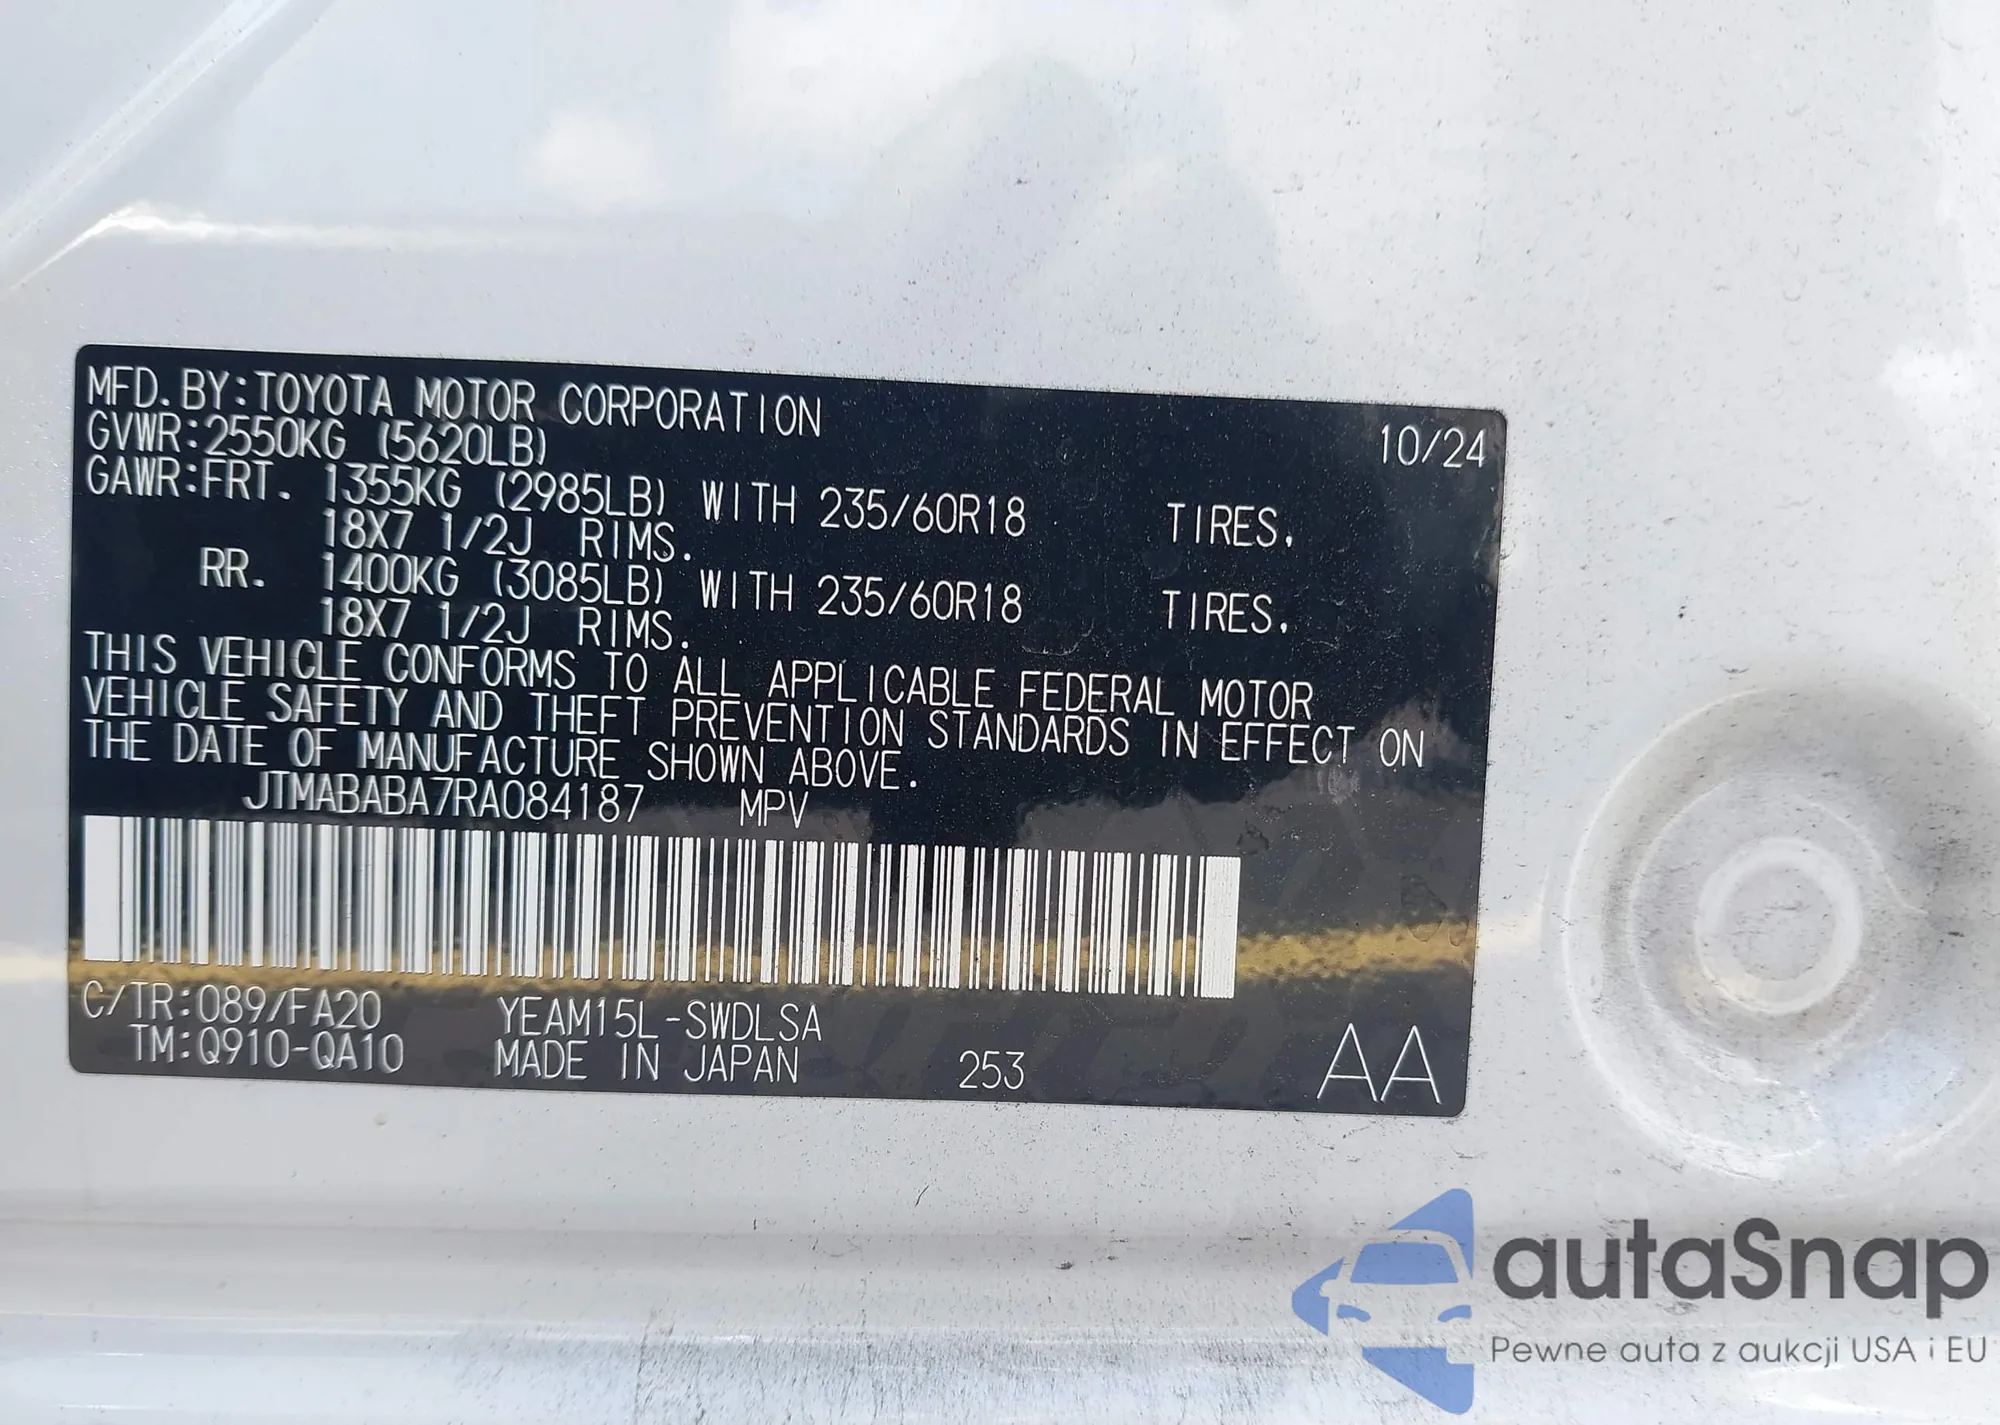 MFD.BY:TOYOTA MOTOR CORPORATION 10/24
GVWR:2550KG (5620LB)
GAWR:FRT. 1355KG (2985LB) WITH 235/60R18 TIRES,
18X7 1/2J RIMS.
RR. 1400KG (3085LB) WITH 235/60R18 TIRES,
18X7 1/2J RIMS.
THIS VEHICLE CONFORMS TO ALL APPLICABLE FEDERAL MOTOR
VEHICLE SAFETY AND THEFT PREVENTION STANDARDS IN EFFECT ON
THE DATE OF MANUFACTURE SHOWN ABOVE.
JTMABABA7RA084187 MPV
C/TR:089/FA20 YEAM15L-SWDLSA
TM:Q910-QA10 MADE IN JAPAN 253 AA
autaSnap
Pewne auta z aukcji USA i EU